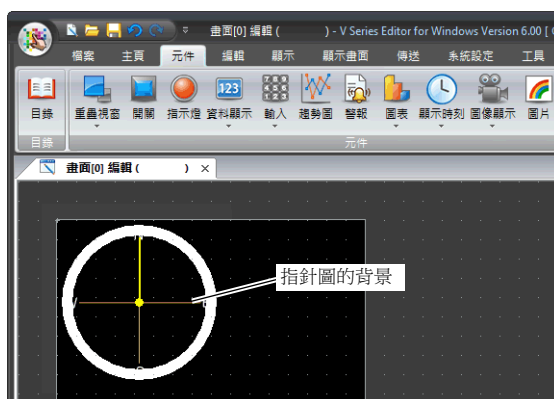 畫面[0] 編輯 (          ) - V Series Editor for Windows Version 6.00 [
檔案 主頁 元件 編輯 顯示 顯示畫面 傳送 系統設定 工具
目錄 重疊視窗 開關 指示燈 資料顯示 輸入 趨勢圖 警報 圖表 顯示時刻 圖像顯示 圖片
目錄 元件
畫面[0] 編輯 (          ) ×
指針圖的背景